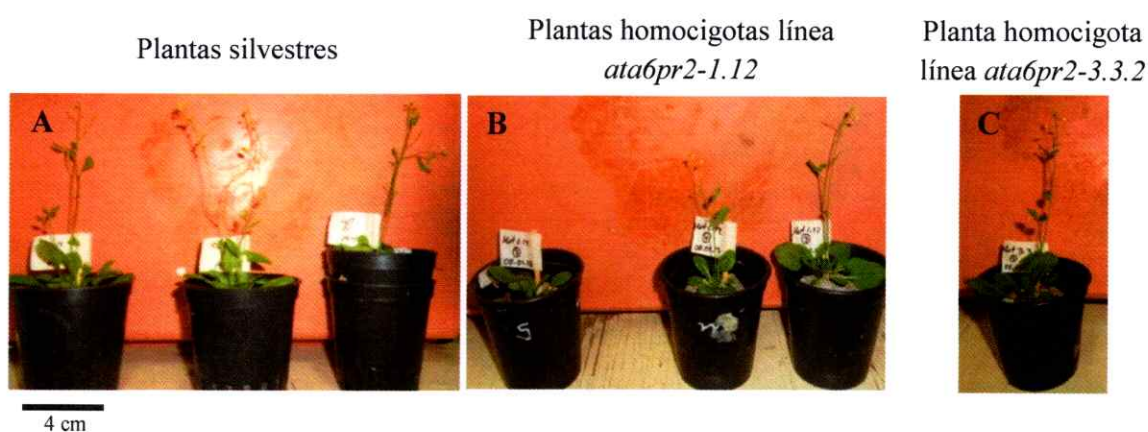 Plantas silvestres
Plantas homocigotas línea
ata6pr2-1.12
Planta homocigota
línea ata6pr2-3.3.2
A
B
C
5
4 cm